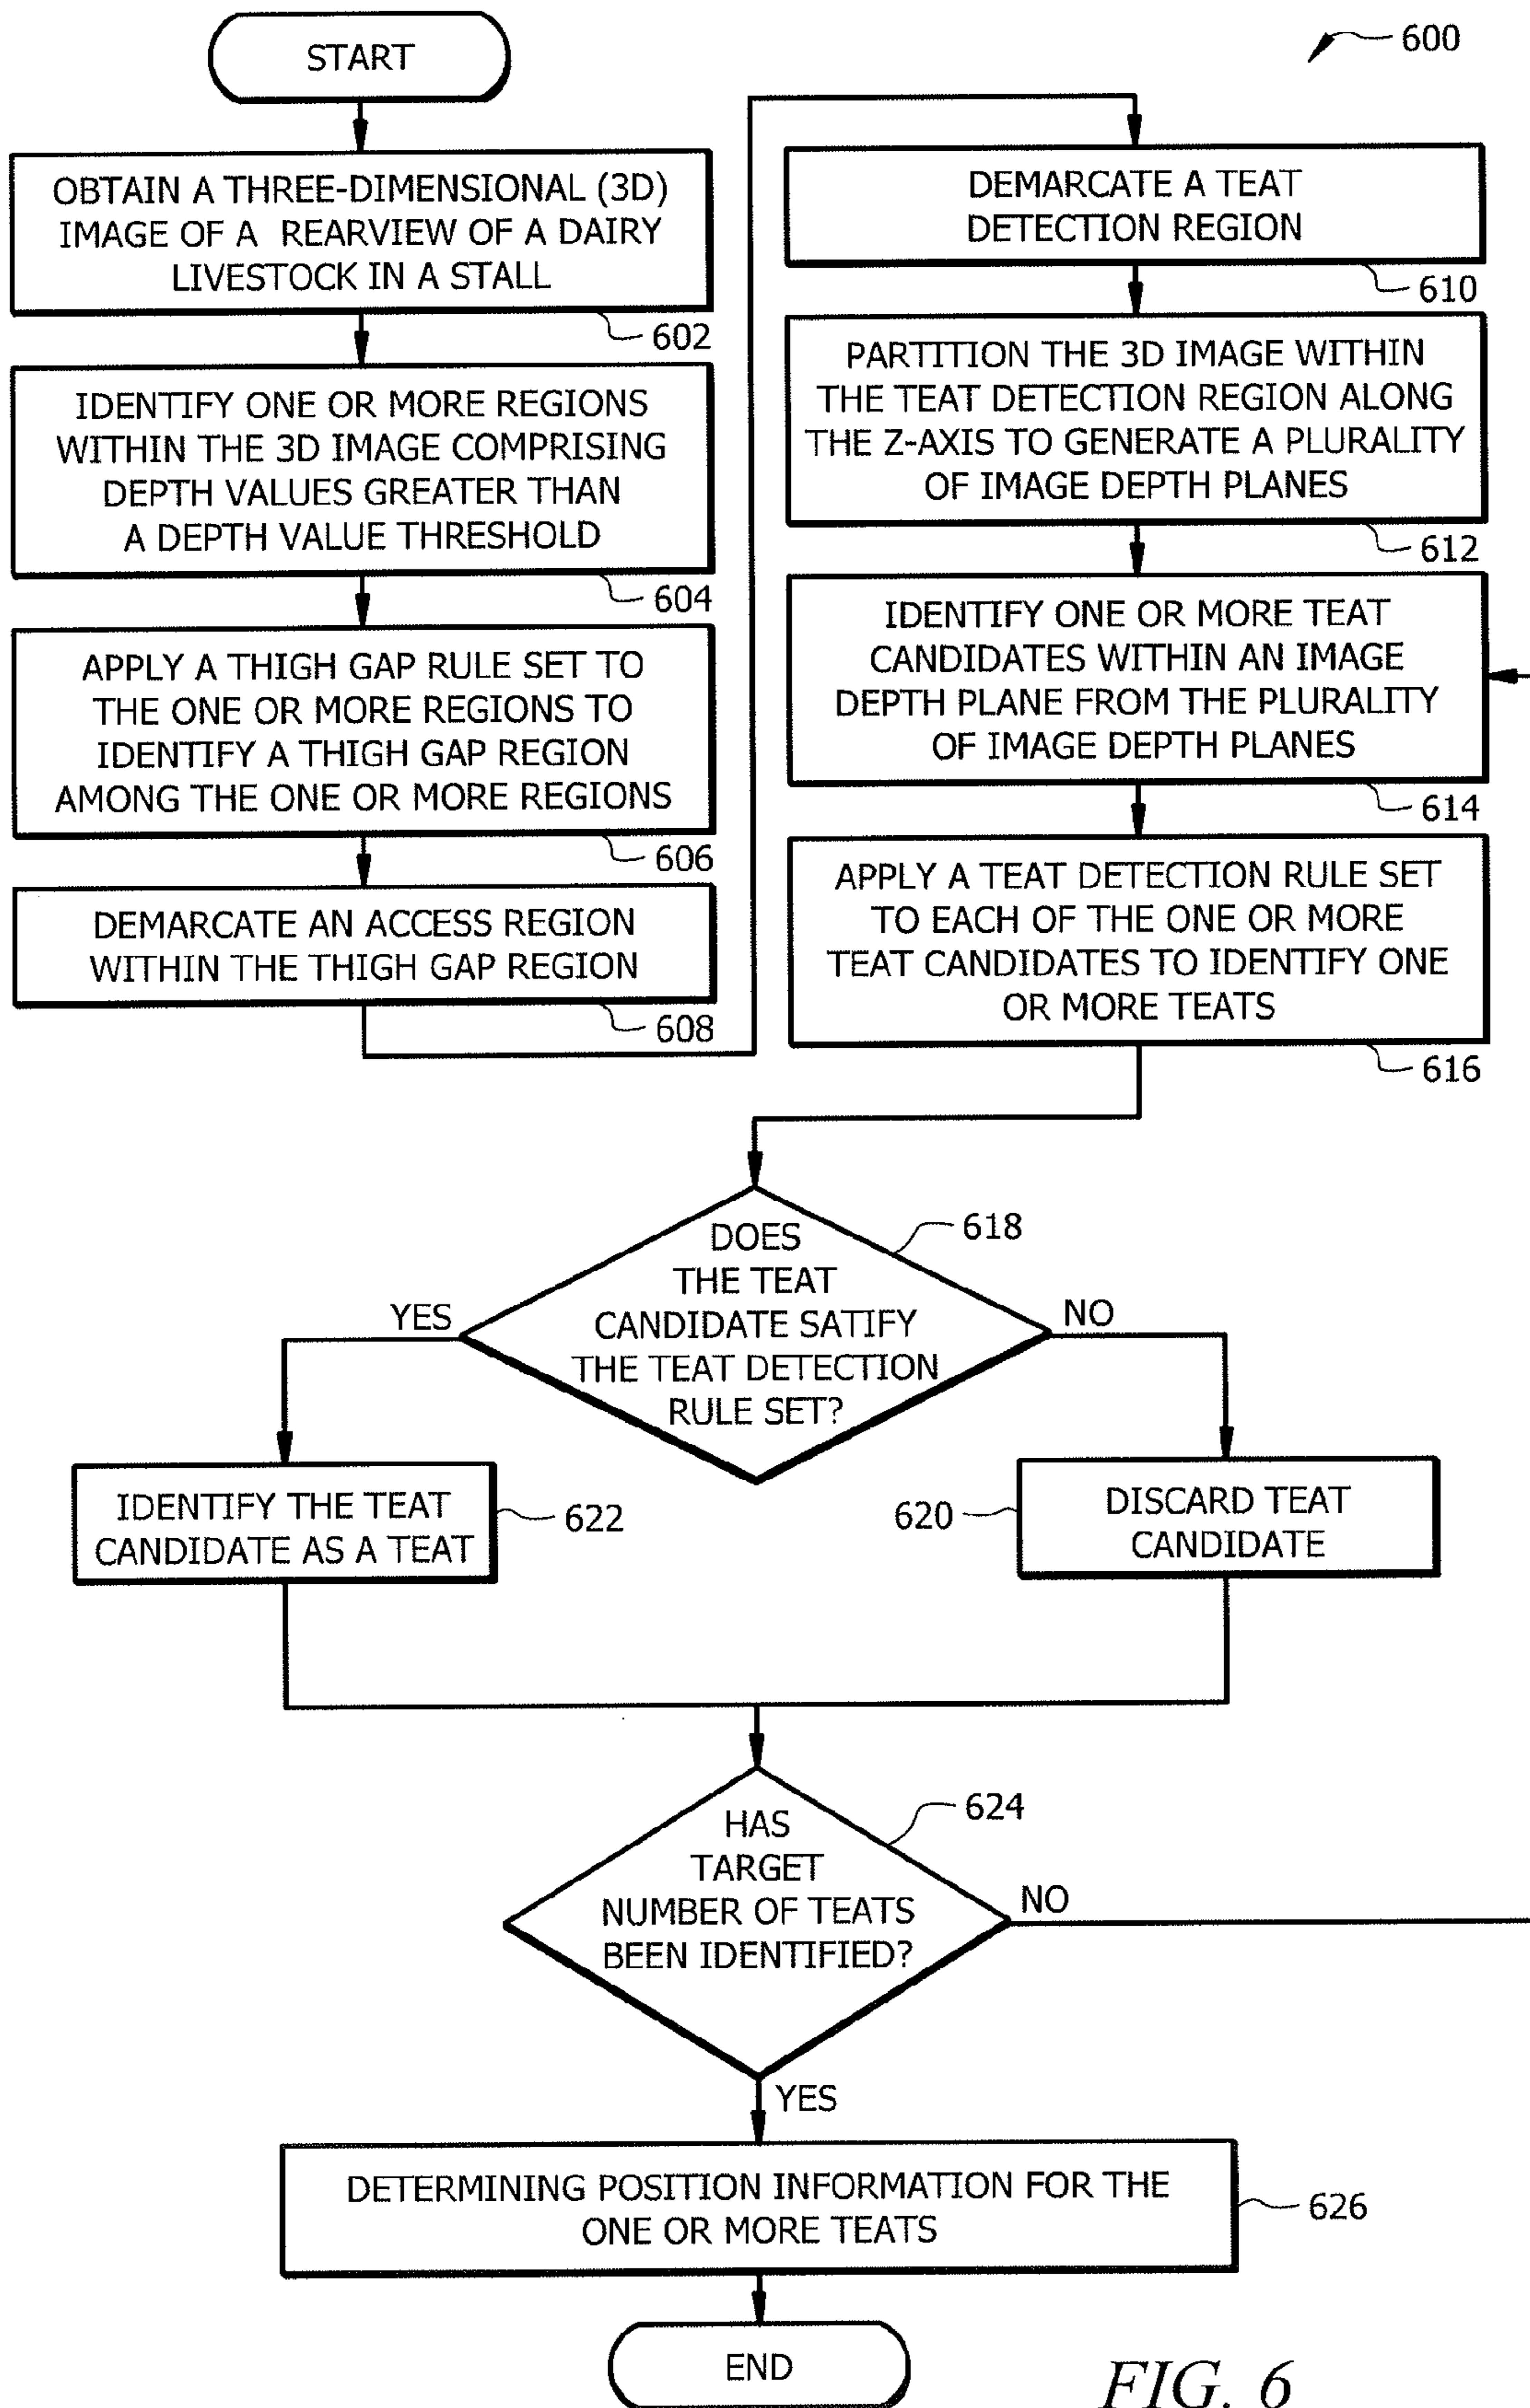 START
600
OBTAIN A THREE-DIMENSIONAL (3D)
IMAGE OF A REARVIEW OF A DAIRY
LIVESTOCK IN A STALL
602
IDENTIFY ONE OR MORE REGIONS
WITHIN THE 3D IMAGE COMPRISING
DEPTH VALUES GREATER THAN
A DEPTH VALUE THRESHOLD
604
APPLY A THIGH GAP RULE SET TO
THE ONE OR MORE REGIONS TO
IDENTIFY A THIGH GAP REGION
AMONG THE ONE OR MORE REGIONS
606
DEMARCATE AN ACCESS REGION
WITHIN THE THIGH GAP REGION
608
DEMARCATE A TEAT
DETECTION REGION
610
PARTITION THE 3D IMAGE WITHIN
THE TEAT DETECTION REGION ALONG
THE Z-AXIS TO GENERATE A PLURALITY
OF IMAGE DEPTH PLANES
612
IDENTIFY ONE OR MORE TEAT
CANDIDATES WITHIN AN IMAGE
DEPTH PLANE FROM THE PLURALITY
OF IMAGE DEPTH PLANES
614
APPLY A TEAT DETECTION RULE SET
TO EACH OF THE ONE OR MORE
TEAT CANDIDATES TO IDENTIFY ONE
OR MORE TEATS
616
DOES
THE TEAT
CANDIDATE SATIFY
THE TEAT DETECTION
RULE SET?
618
YES
NO
IDENTIFY THE TEAT
CANDIDATE AS A TEAT
622
620
DISCARD TEAT
CANDIDATE
HAS
TARGET
NUMBER OF TEATS
BEEN IDENTIFIED?
624
NO
YES
DETERMINING POSITION INFORMATION FOR THE
ONE OR MORE TEATS
626
END
FIG. 6